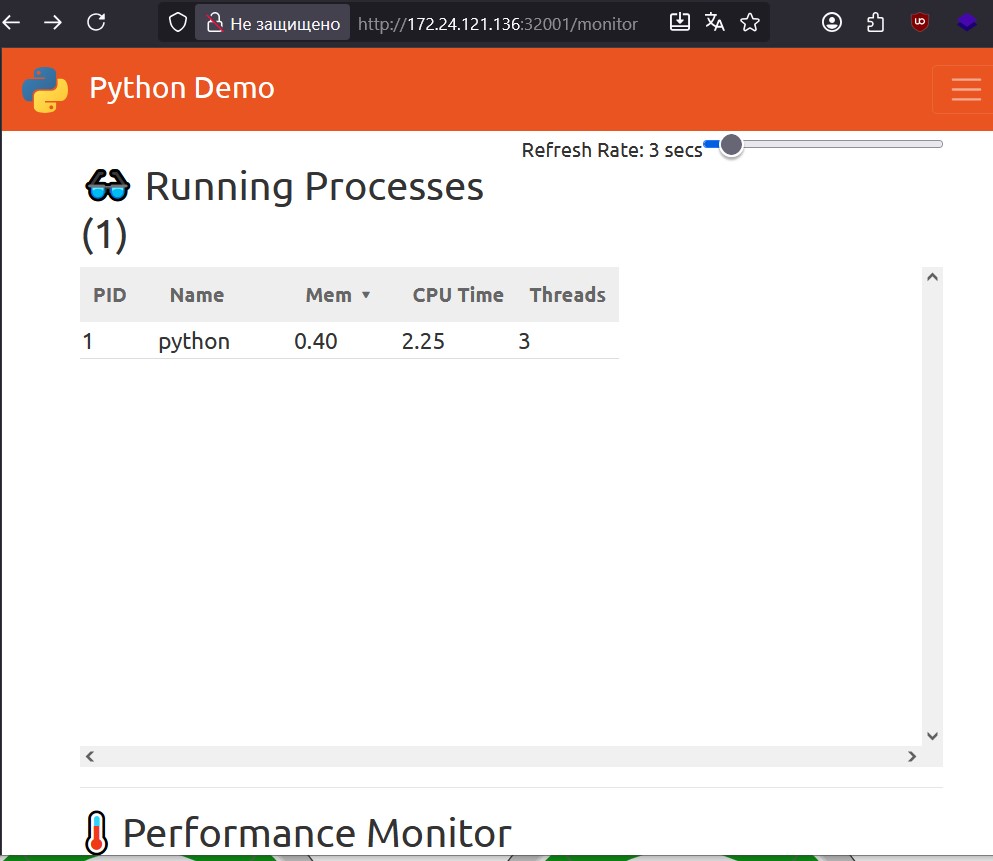 Не защищено http://172.24.121.136:32001/monitor
Python Demo
Refresh Rate: 3 secs
Running Processes
(1)
PID Name Mem ▼ CPU Time Threads
1 python 0.40 2.25 3
Performance Monitor